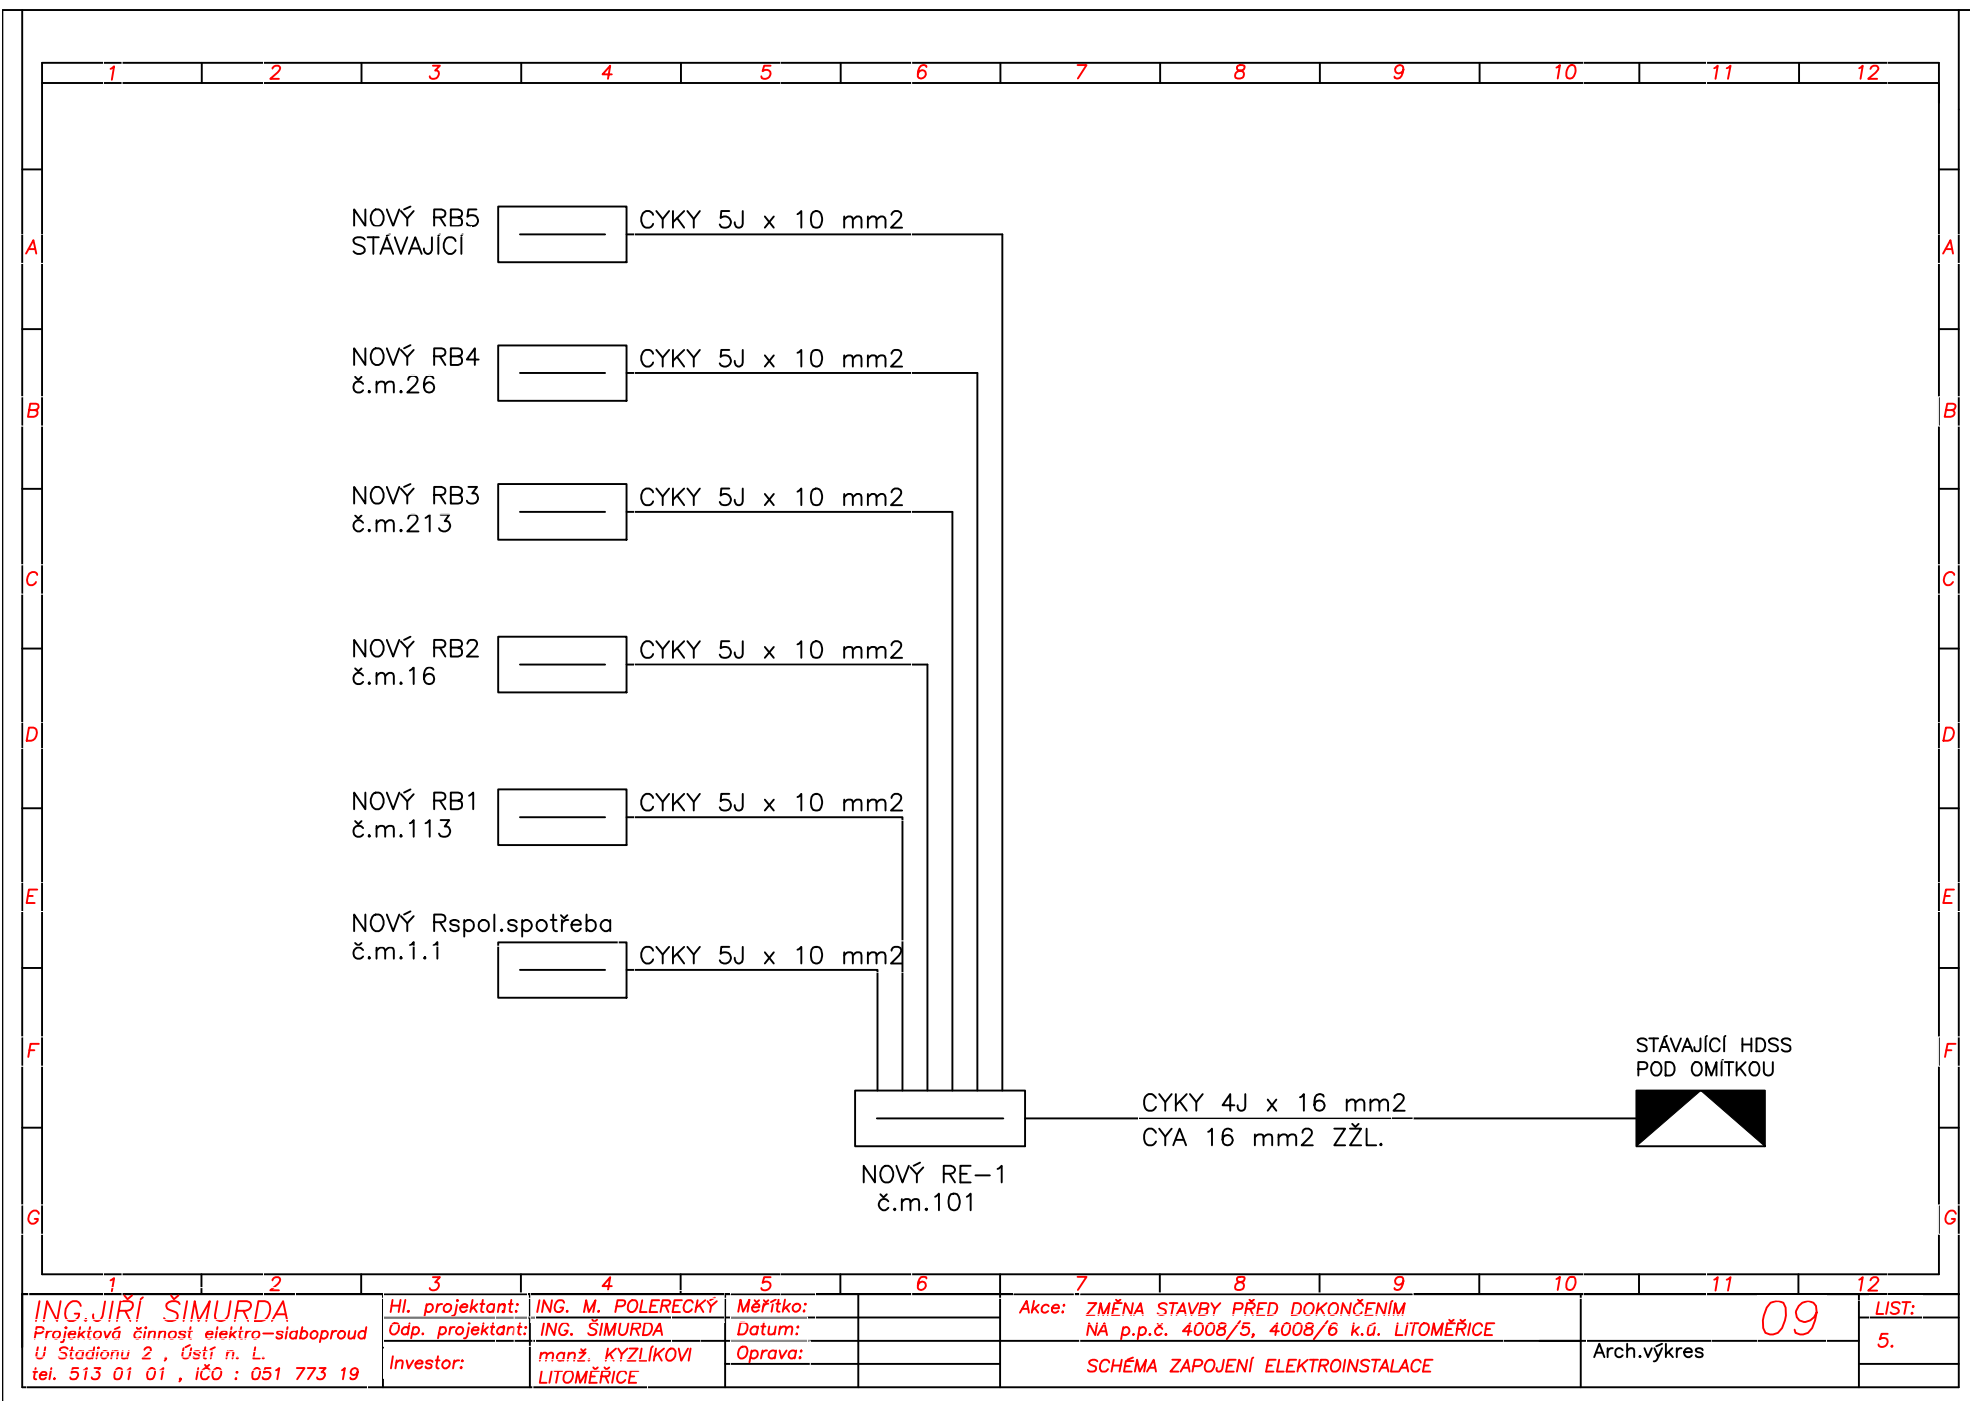 1 2 3 4 5 6 7 8 9 10 11 12
NOVÝ RB5 CYKY 5J x 10 mm2
STÁVAJÍCÍ
A A
NOVÝ RB4 CYKY 5J x 10 mm2
č.m.26
B B
NOVÝ RB3 CYKY 5J x 10 mm2
č.m.213
C C
NOVÝ RB2 CYKY 5J x 10 mm2
č.m.16
D D
NOVÝ RB1 CYKY 5J x 10 mm2
č.m.113
E E
NOVÝ Rspol.spotřeba
č.m.1.1 CYKY 5J x 10 mm2
F F
STÁVAJÍCÍ HDSS
POD OMÍTKOU
CYKY 4J x 16 mm2
CYA 16 mm2 ZŽL.
NOVÝ RE-1
č.m.101
G G
1 2 3 4 5 6 7 8 9 10 11 12
ING.JIŘÍ ŠIMURDA
Projektová činnost elektro-slaboproud
U Stadionu 2 , Ústí n. L.
tel. 513 01 01 , IČO : 051 773 19
Hl. projektant: ING. M. POLERECKÝ
Odp. projektant: ING. ŠIMURDA
Investor: manž. KYZLÍKOVI
LITOMĚŘICE
Měřítko:
Datum:
Oprava:
Akce: ZMĚNA STAVBY PŘED DOKONČENÍM
NA p.p.č. 4008/5, 4008/6 k.ú. LITOMĚŘICE
SCHÉMA ZAPOJENÍ ELEKTROINSTALACE
09
Arch.výkres
LIST:
5.